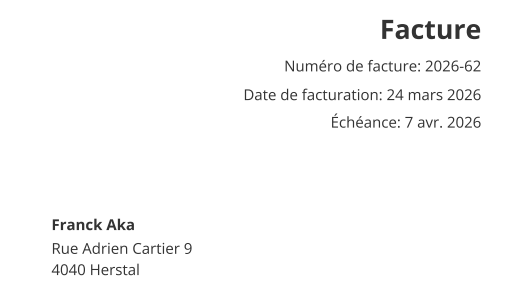 Facture
Numéro de facture: 2026-62
Date de facturation: 24 mars 2026
Échéance: 7 avr. 2026
Franck Aka
Rue Adrien Cartier 9
4040 Herstal